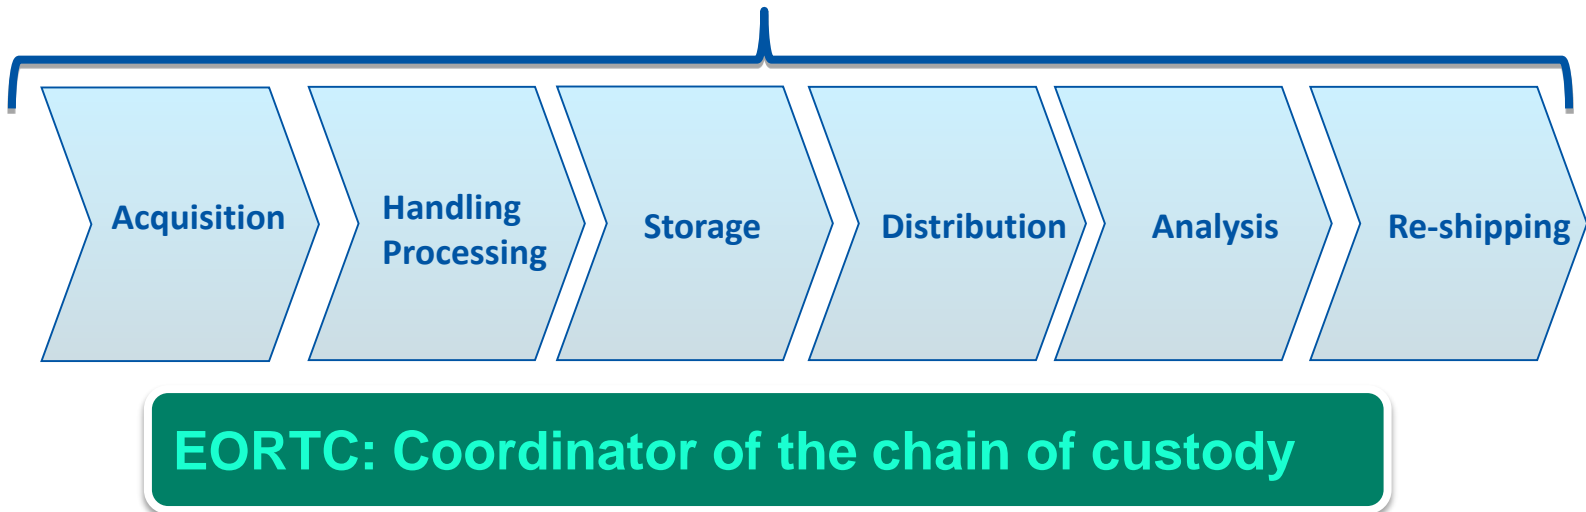 Acquisition
Handling
Processing
Storage
Distribution
Analysis
Re-shipping
EORTC: Coordinator of the chain of custody